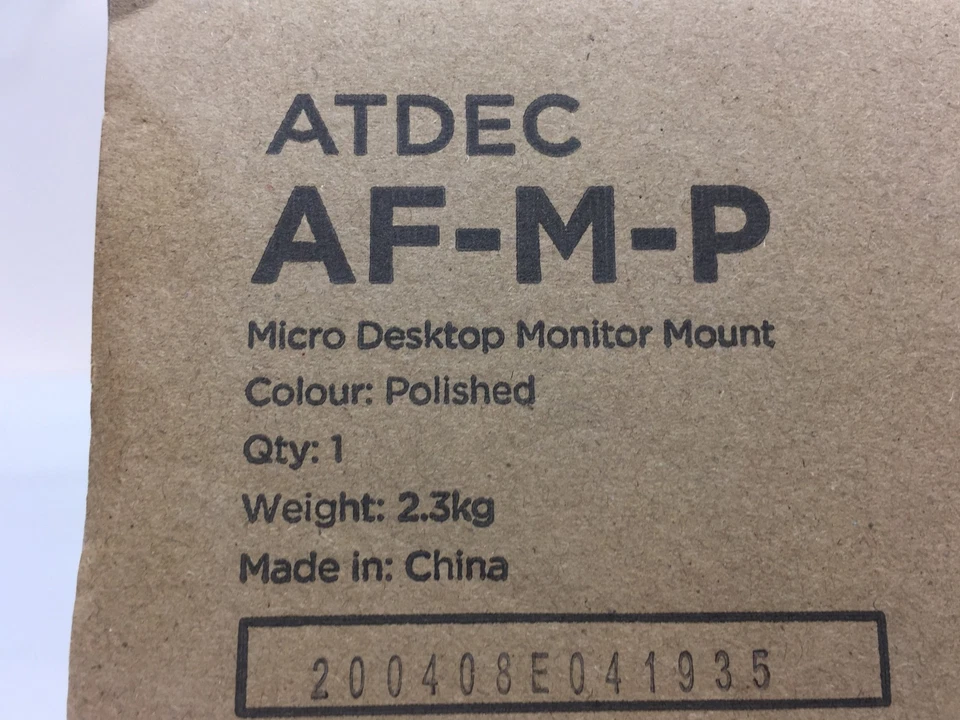 ATDEC
AF-M-P
Micro Desktop Monitor Mount
Colour: Polished
Qty: 1
Weight: 2.3kg
Made in: China
200408E041935